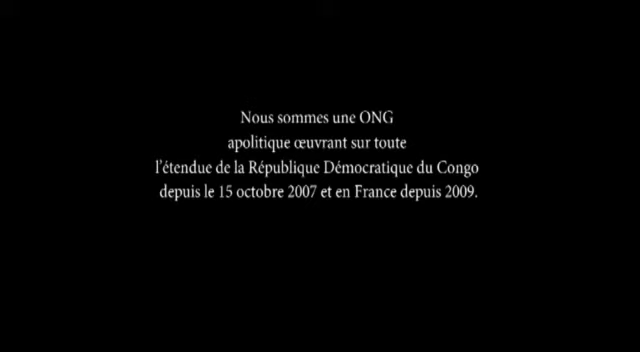 Nous sommes une ONG
apolitique œuvrant sur toute
l’étendue de la République Démocratique du Congo
depuis le 15 octobre 2007 et en France depuis 2009.